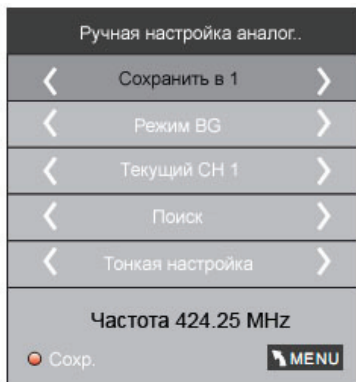 Ручная настройка аналог..
Сохранить в 1
Режим BG
Текущий CH 1
Поиск
Тонкая настройка
Частота 424.25 MHz
Сохр. MENU